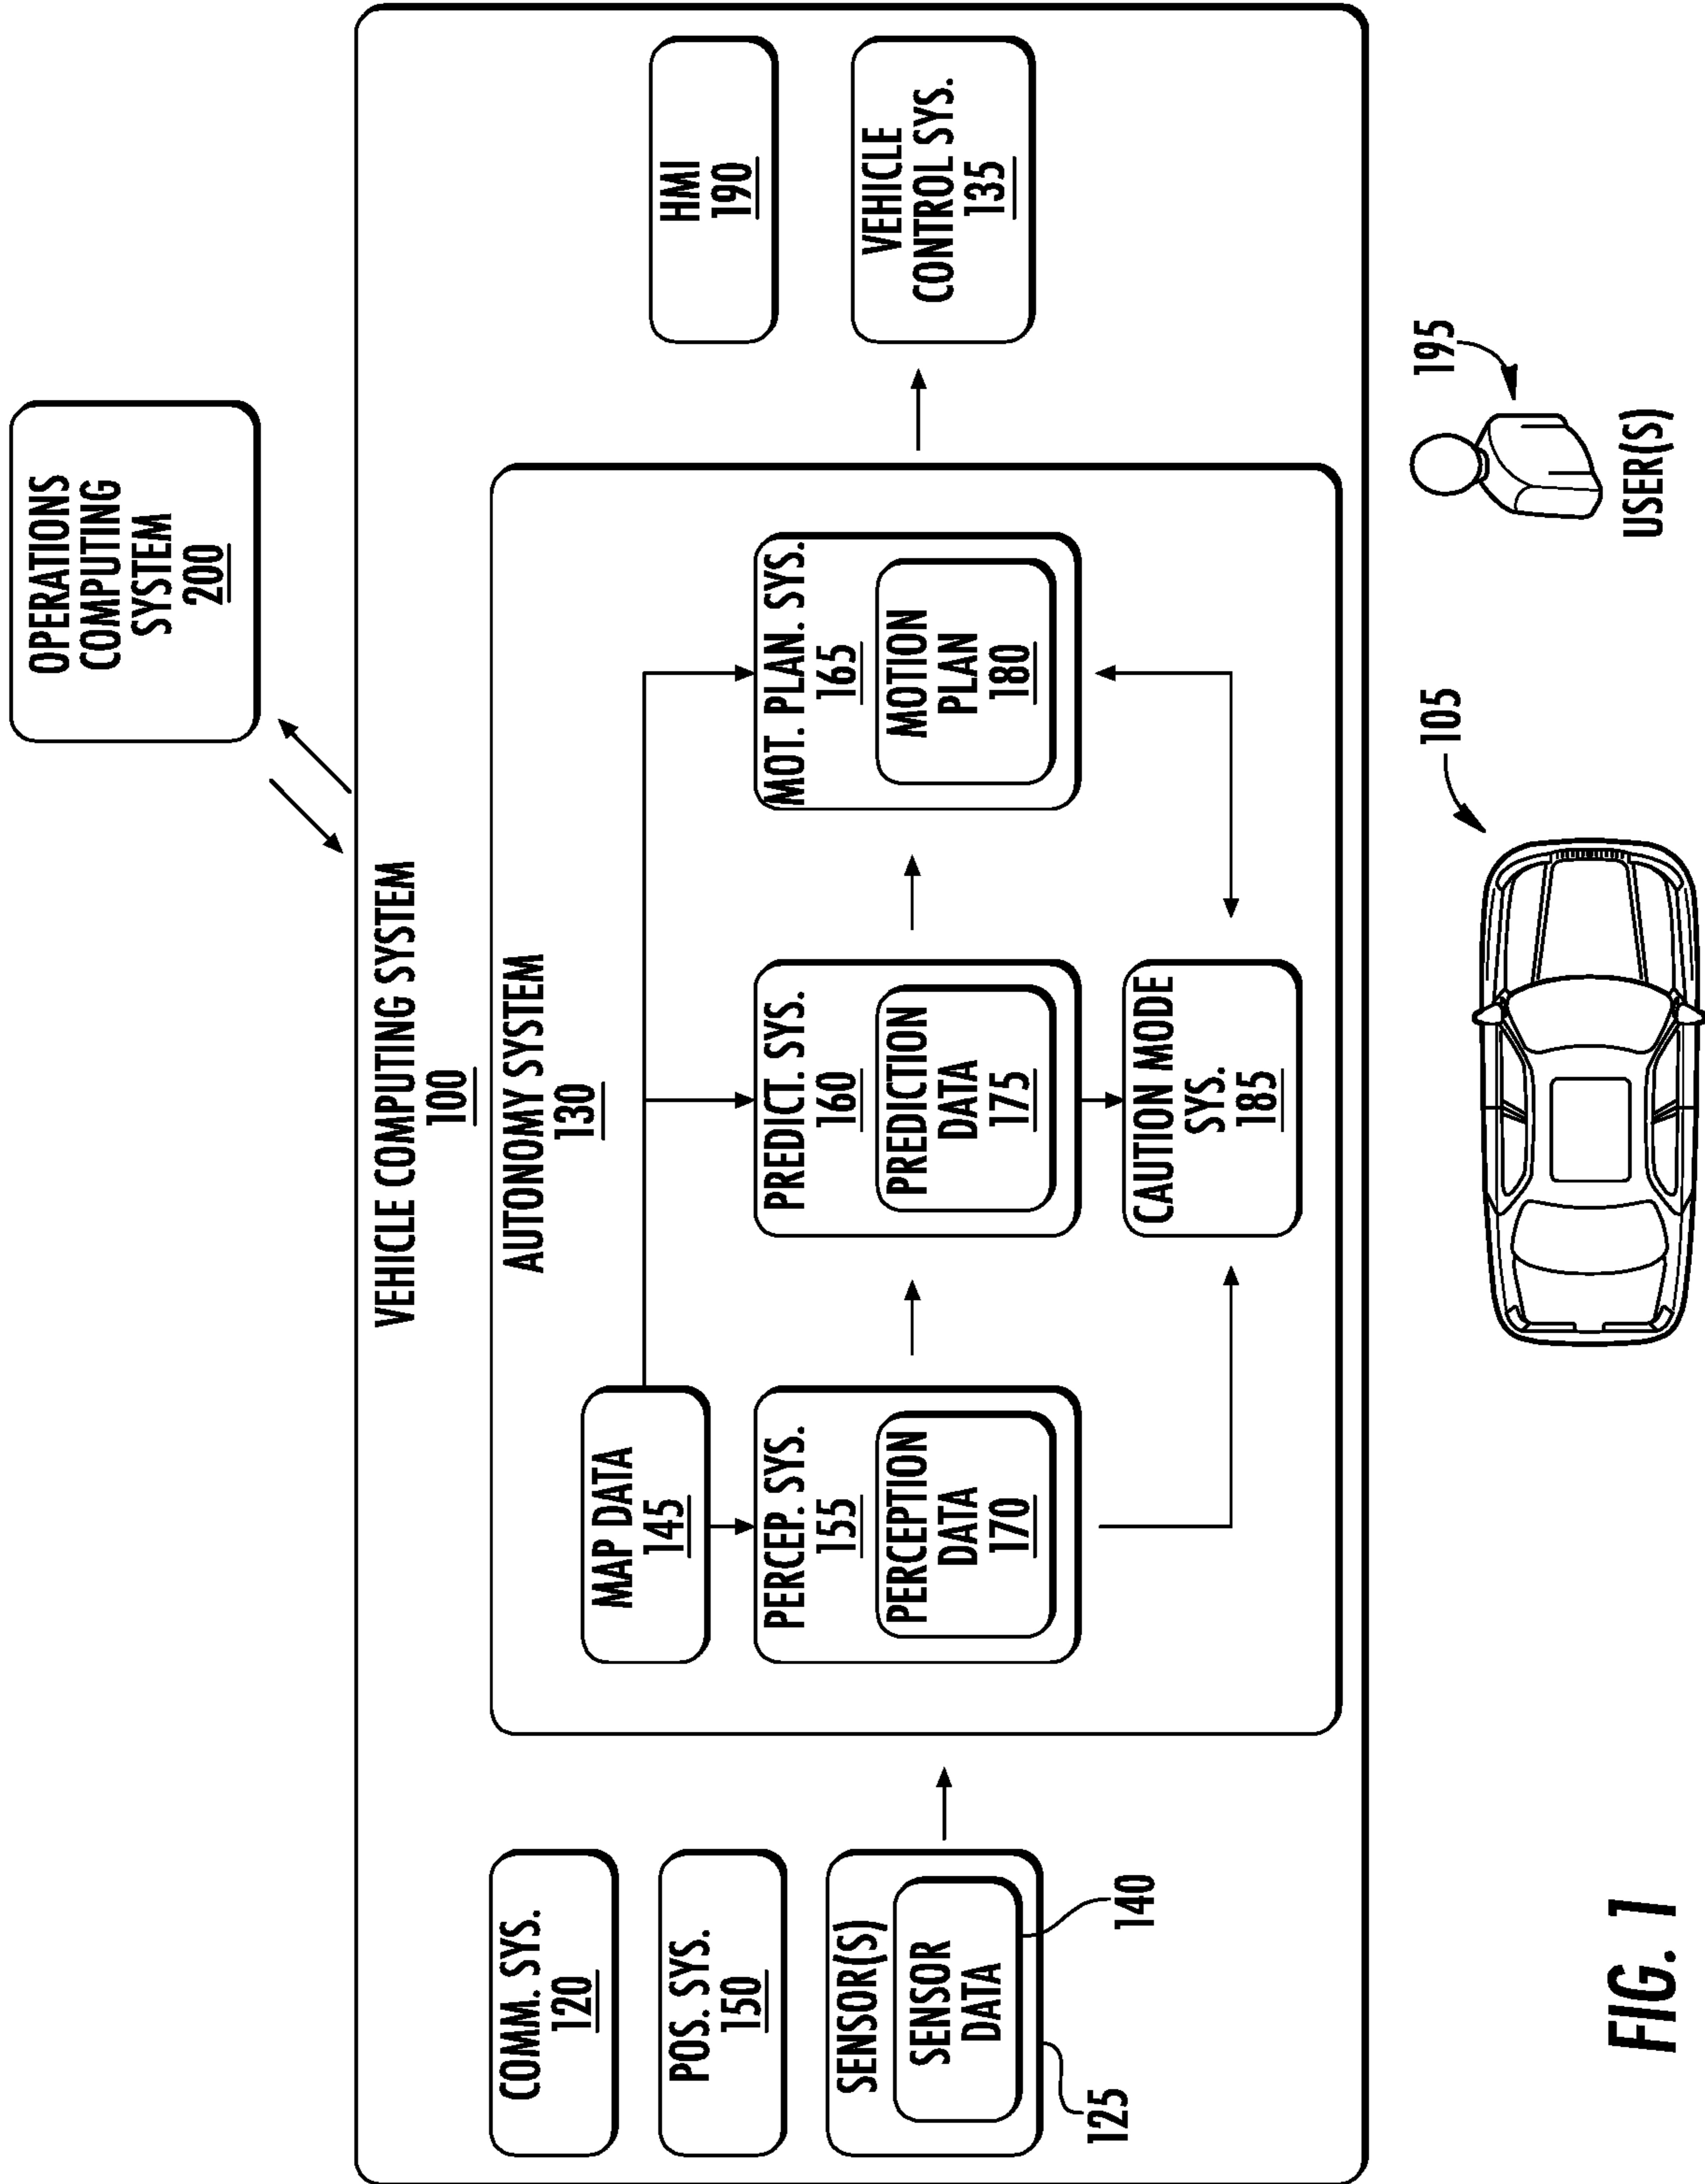 OPERATIONS
COMPUTING
SYSTEM
200
VEHICLE COMPUTING SYSTEM
100
COMM. SYS.
120
POS. SYS.
150
SENSOR(S)
SENSOR
DATA
140
125
AUTONOMY SYSTEM
130
MAP DATA
145
PERCEP. SYS.
155
PERCEPTION
DATA
170
PREDICT. SYS.
160
PREDICTION
DATA
175
MOT. PLAN. SYS.
165
MOTION
PLAN
180
CAUTION MODE
SYS.
185
HMI
190
VEHICLE
CONTROL SYS.
135
105
195
USER(S)
FIG. 1